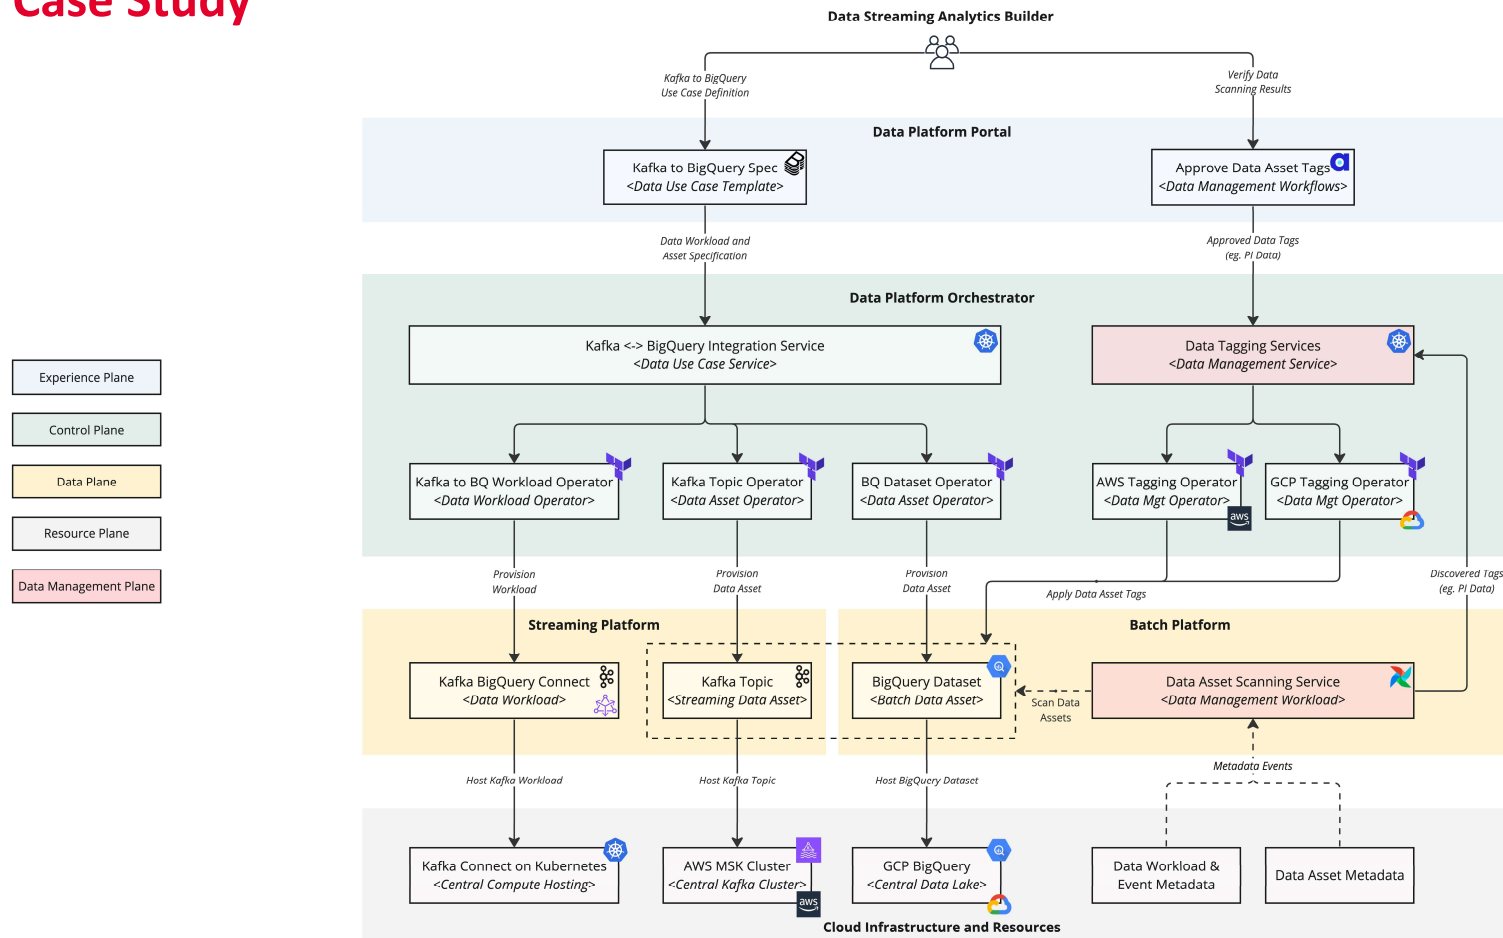 Case Study
Data Streaming Analytics Builder
Kafka to BigQuery
Use Case Definition
Verify Data
Scanning Results
Data Platform Portal
Kafka to BigQuery Spec
<Data Use Case Template>
Approve Data Asset Tags
<Data Management Workflows>
Data Workload and
Asset Specification
Approved Data Tags
(eg. PI Data)
Data Platform Orchestrator
Kafka <-> BigQuery Integration Service
<Data Use Case Service>
Data Tagging Services
<Data Management Service>
Experience Plane
Control Plane
Data Plane
Resource Plane
Data Management Plane
Kafka to BQ Workload Operator
<Data Workload Operator>
Kafka Topic Operator
<Data Asset Operator>
BQ Dataset Operator
<Data Asset Operator>
AWS Tagging Operator
<Data Mgt Operator>
aws
GCP Tagging Operator
<Data Mgt Operator>
Provision
Workload
Provision
Data Asset
Provision
Data Asset
Apply Data Asset Tags
Discovered Tags
(eg. PI Data)
Streaming Platform
Batch Platform
Kafka BigQuery Connect
<Data Workload>
Kafka Topic
<Streaming Data Asset>
BigQuery Dataset
<Batch Data Asset>
Scan Data
Assets
Data Asset Scanning Service
<Data Management Workload>
Host Kafka Workload
Host Kafka Topic
Host BigQuery Dataset
Metadata Events
Kafka Connect on Kubernetes
<Central Compute Hosting>
AWS MSK Cluster
<Central Kafka Cluster>
aws
GCP BigQuery
<Central Data Lake>
Data Workload &
Event Metadata
Data Asset Metadata
Cloud Infrastructure and Resources